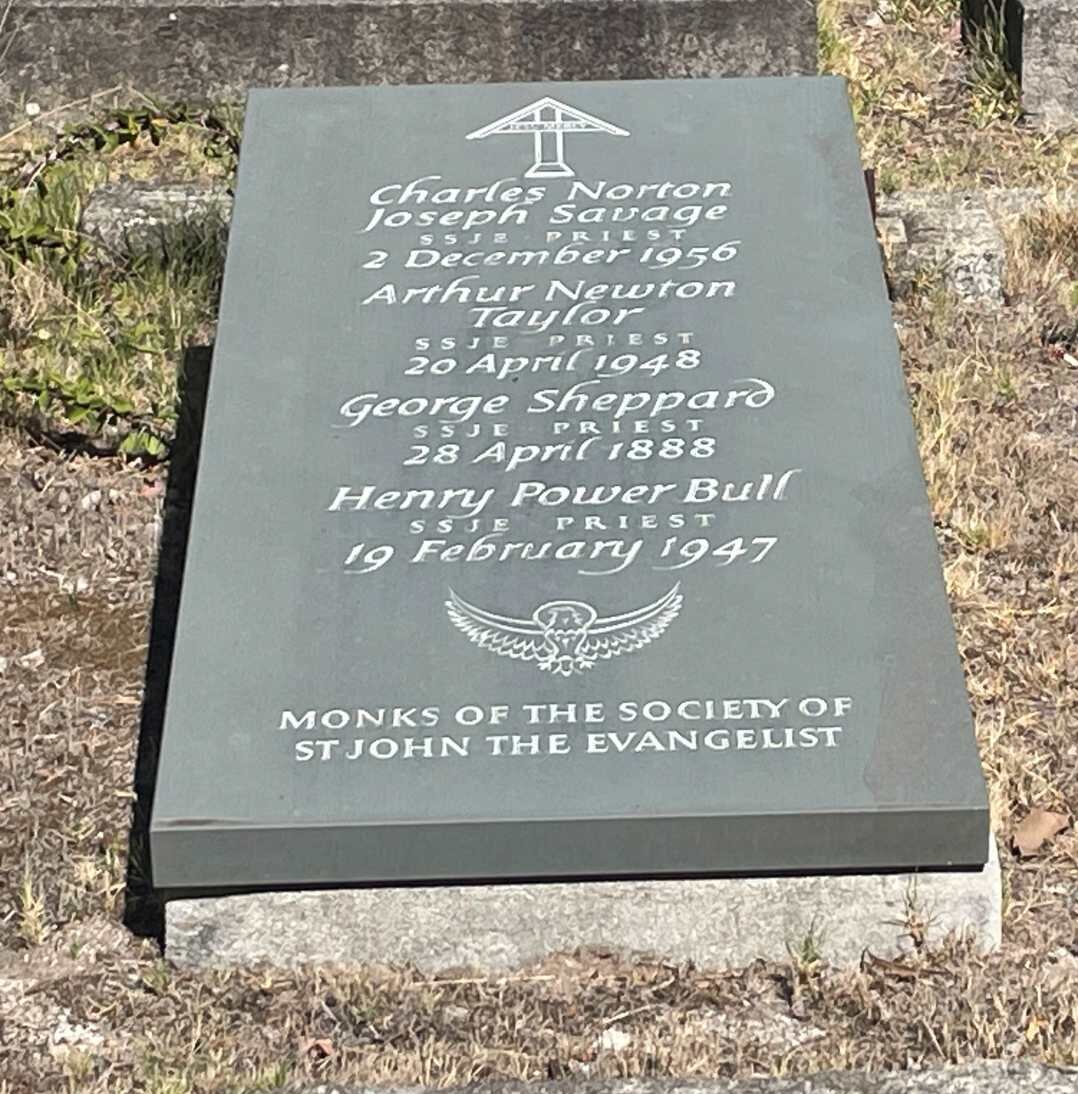 JESU MERCY
Charles Norton
Joseph Savage
SSJE PRIEST
2 December 1956
Arthur Newton
Taylor
SSJE PRIEST
20 April 1948
George Sheppard
SSJE PRIEST
28 April 1888
Henry Power Bull
SSJE PRIEST
19 February 1947
MONKS OF THE SOCIETY OF
ST JOHN THE EVANGELIST